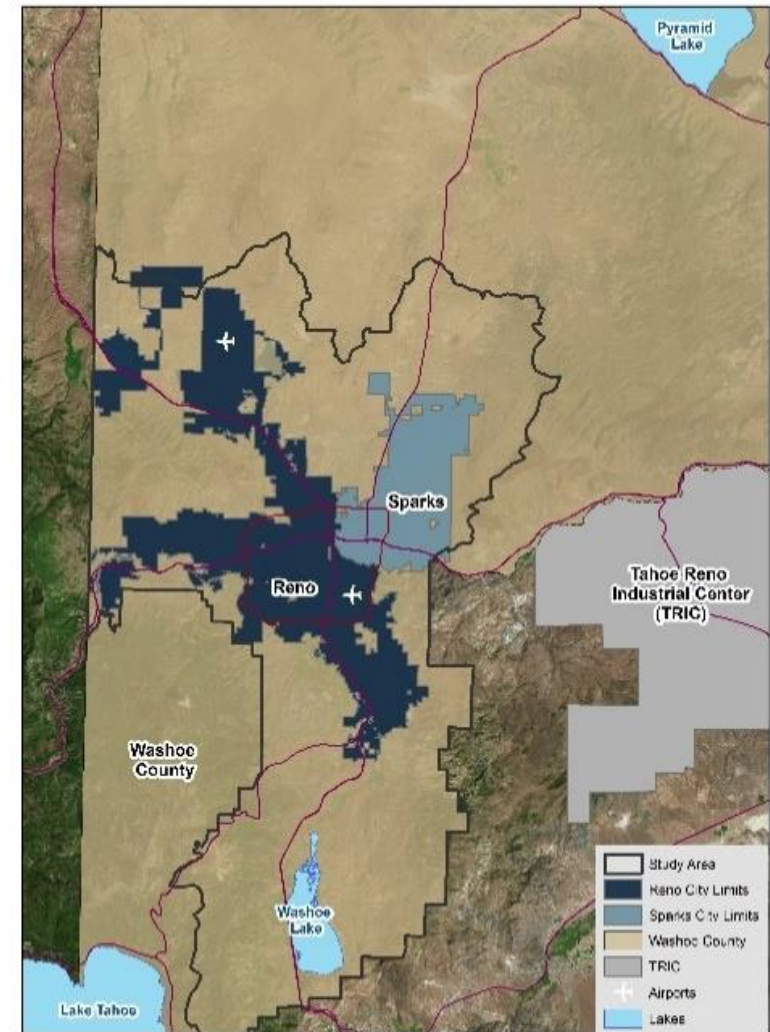 Pyramid
Lake
Sparks
Reno
Tahoe Reno
Industrial Center
(TRIC)
Washoe
County
Washoe
Lake
Lake Tahoe
Study Area
Reno City Limits
Sparks City Limits
Washoe County
TRIC
Airports
Lakes